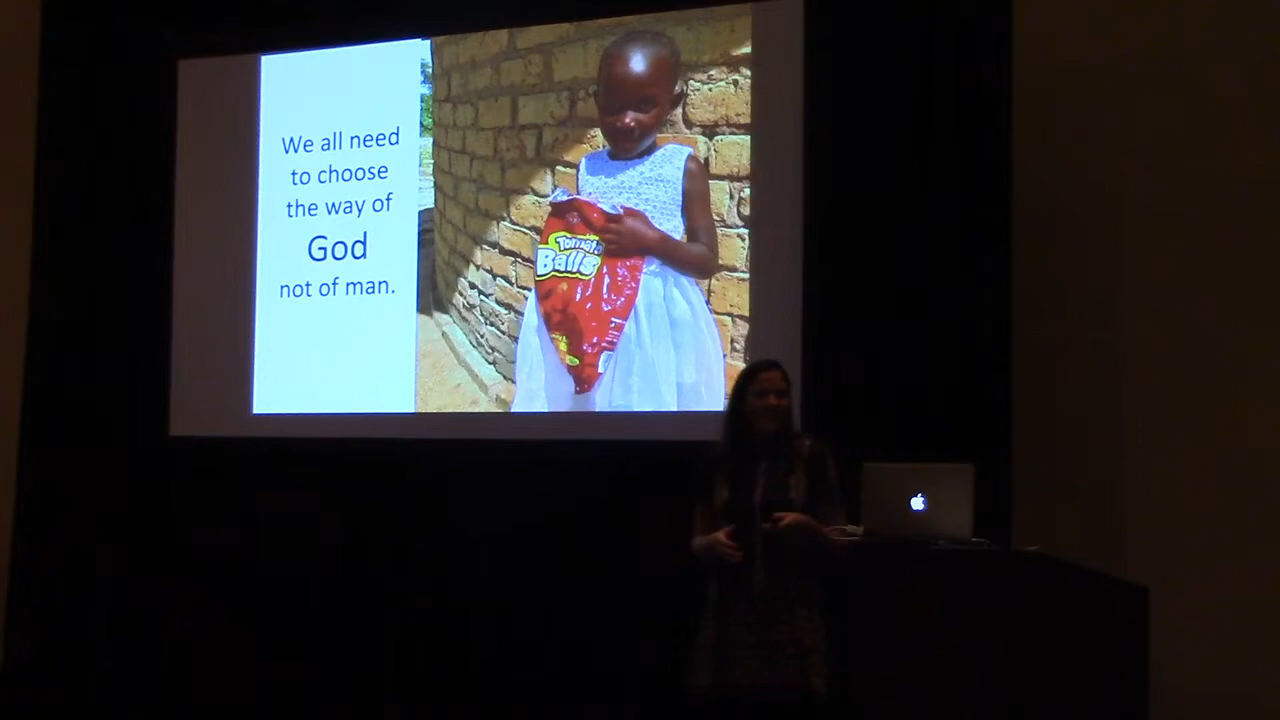 We all need
to choose
the way of
God
not of man.
Tomato
Balls